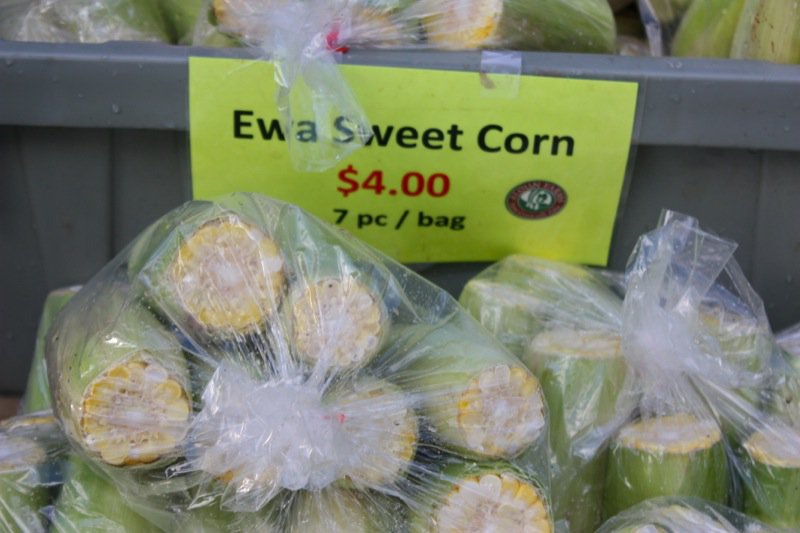 Ewa Sweet Corn
$4.00
7 pc / bag